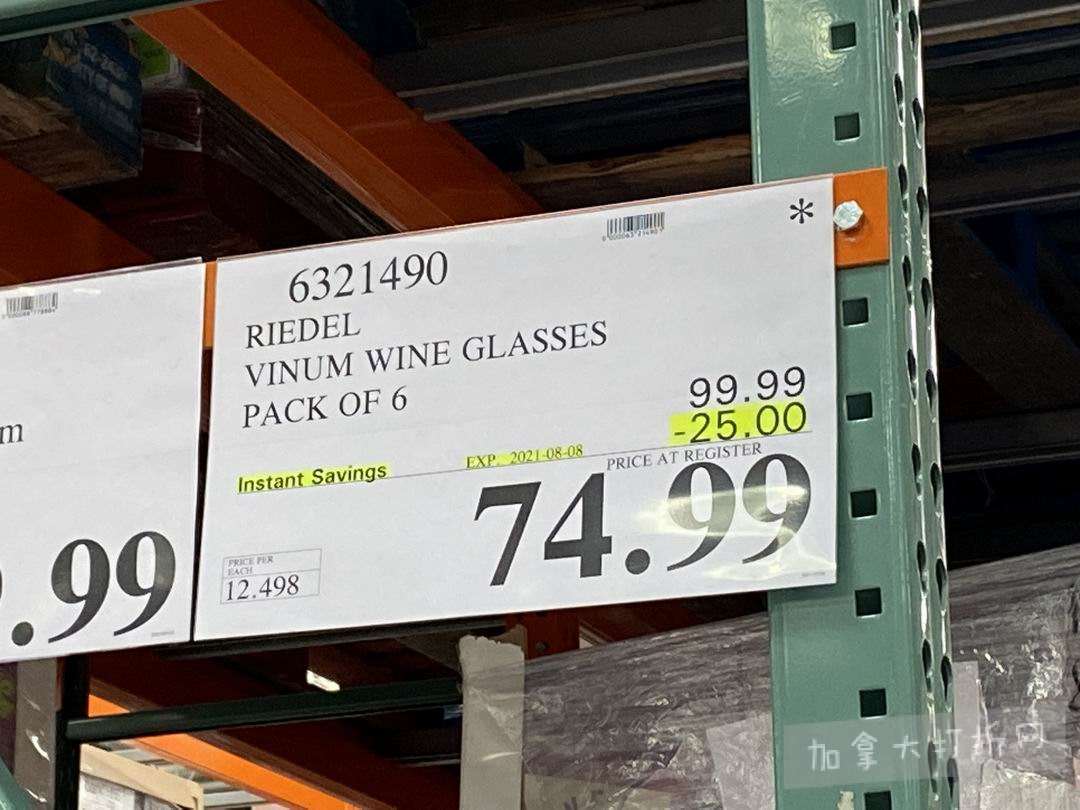 *
6321490
RIEDEL
VINUM WINE GLASSES
PACK OF 6
99.99
-25.00
Instant Savings
EXP. 2021-08-08
PRICE AT REGISTER
74.99
PRICE PER
EACH
12.498
m
.99
加拿大打折网